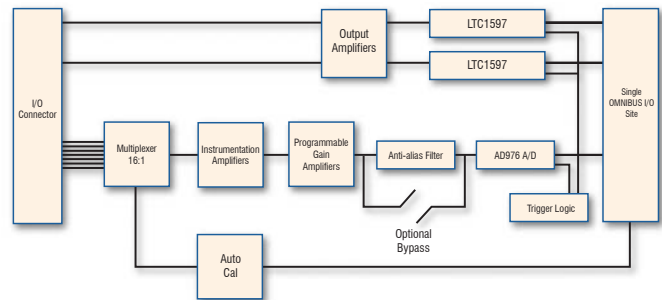 Output
Amplifiers
LTC1597
LTC1597
I/O
Connector
Single
OMNIBUS I/O
Site
Multiplexer
16:1
Instrumentation
Amplifiers
Programmable
Gain
Amplifiers
Anti-alias Filter
AD976 A/D
Trigger Logic
Optional
Bypass
Auto
Cal